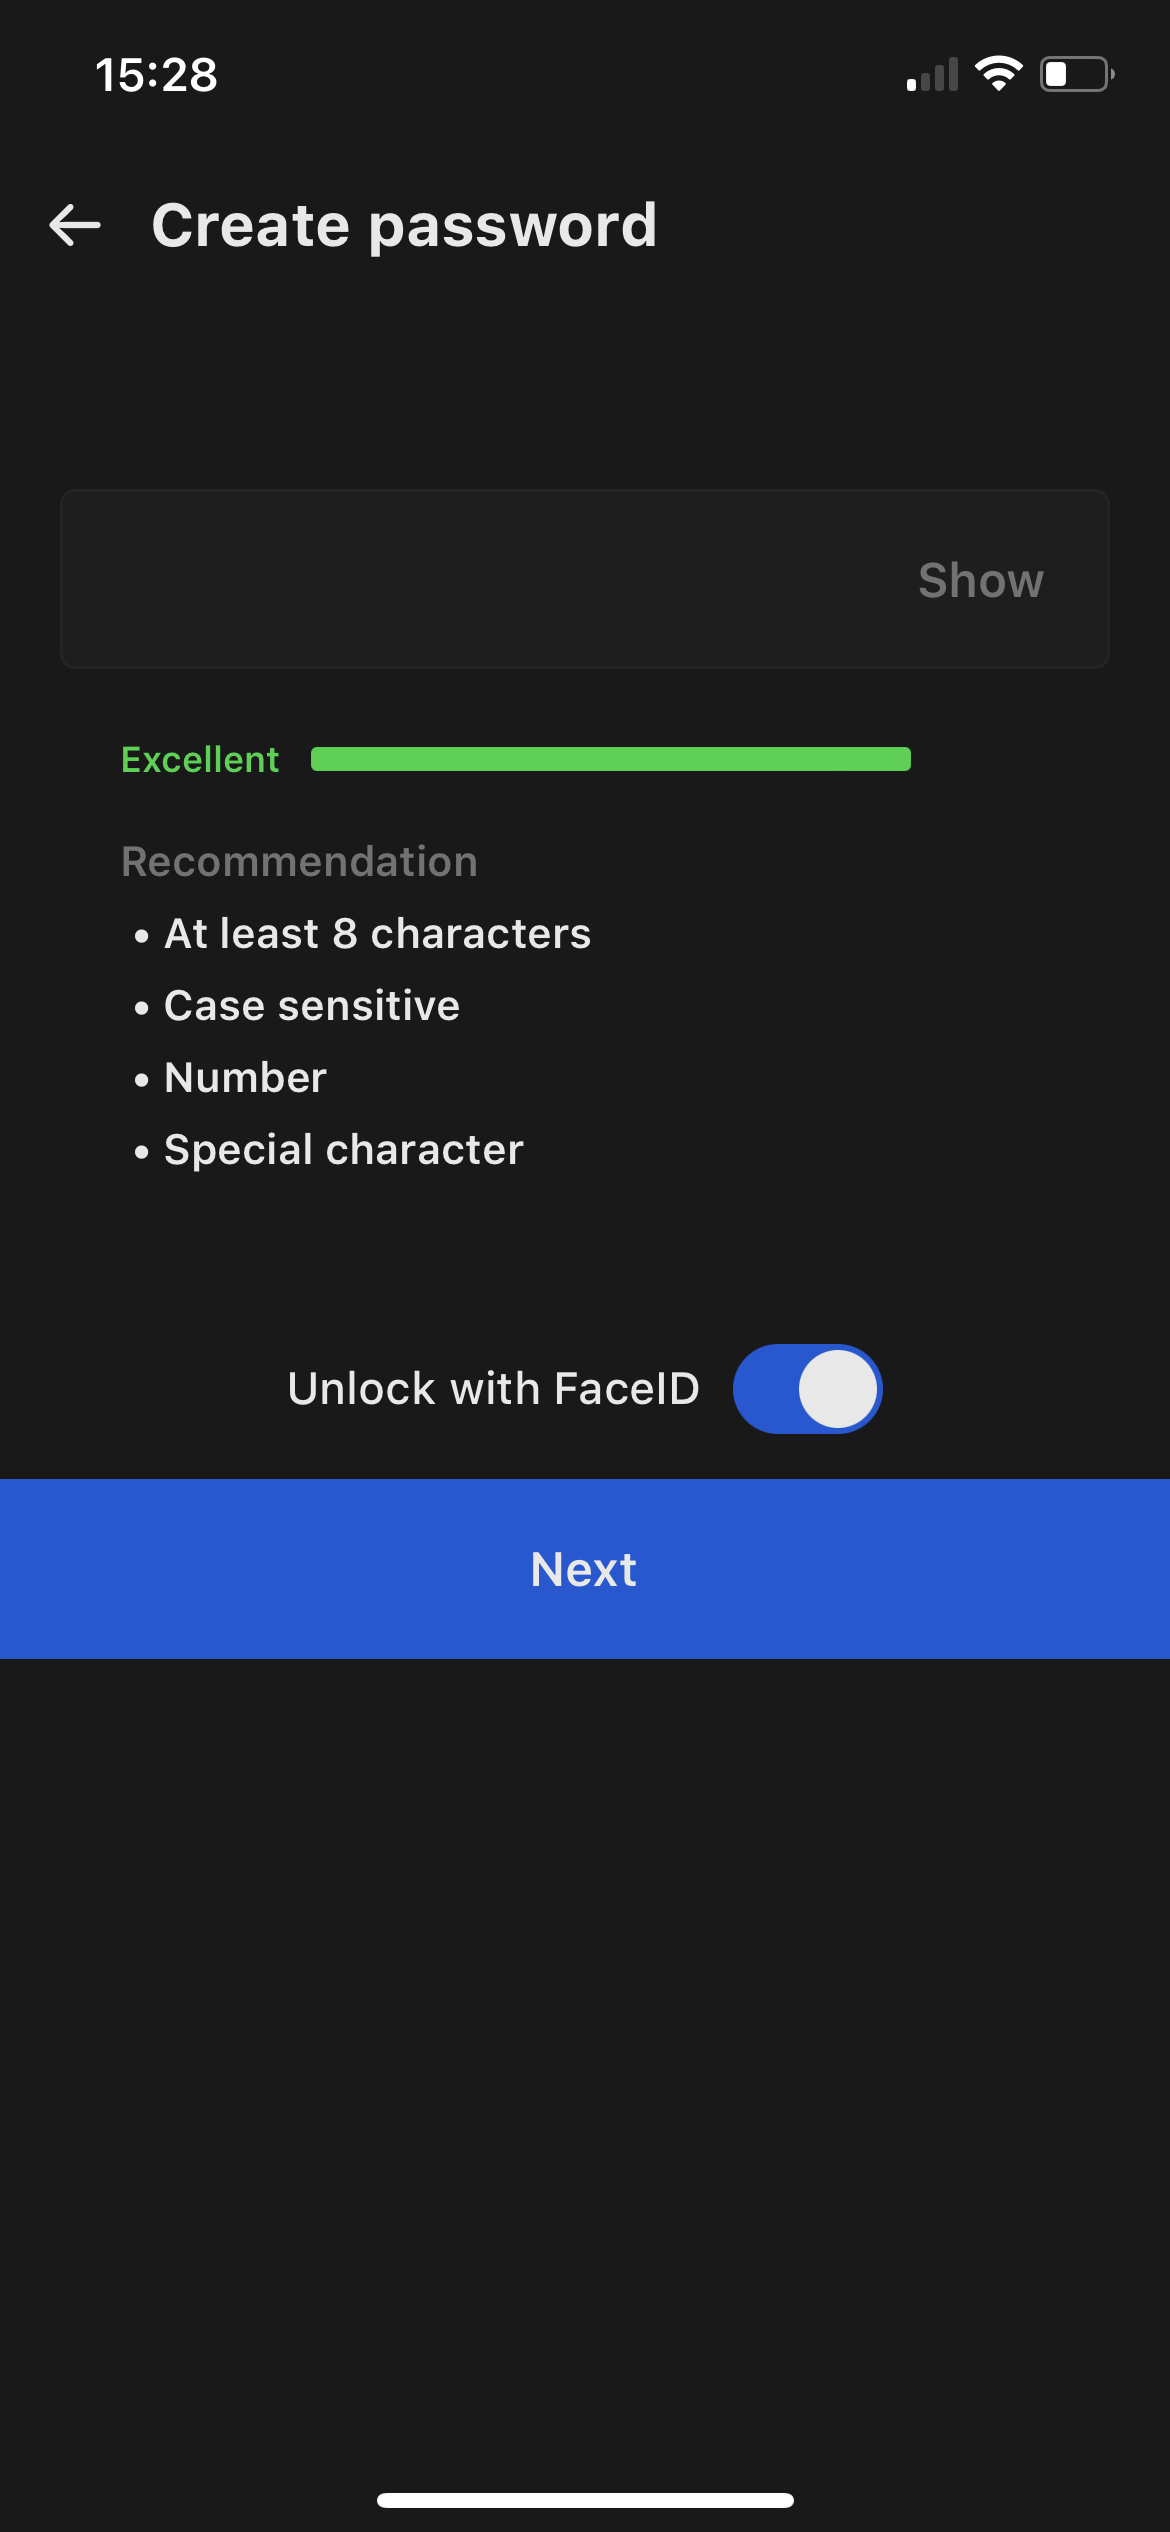 15:28
Create password
Show
Excellent
Recommendation
• At least 8 characters
• Case sensitive
• Number
• Special character
Unlock with FaceID
Next